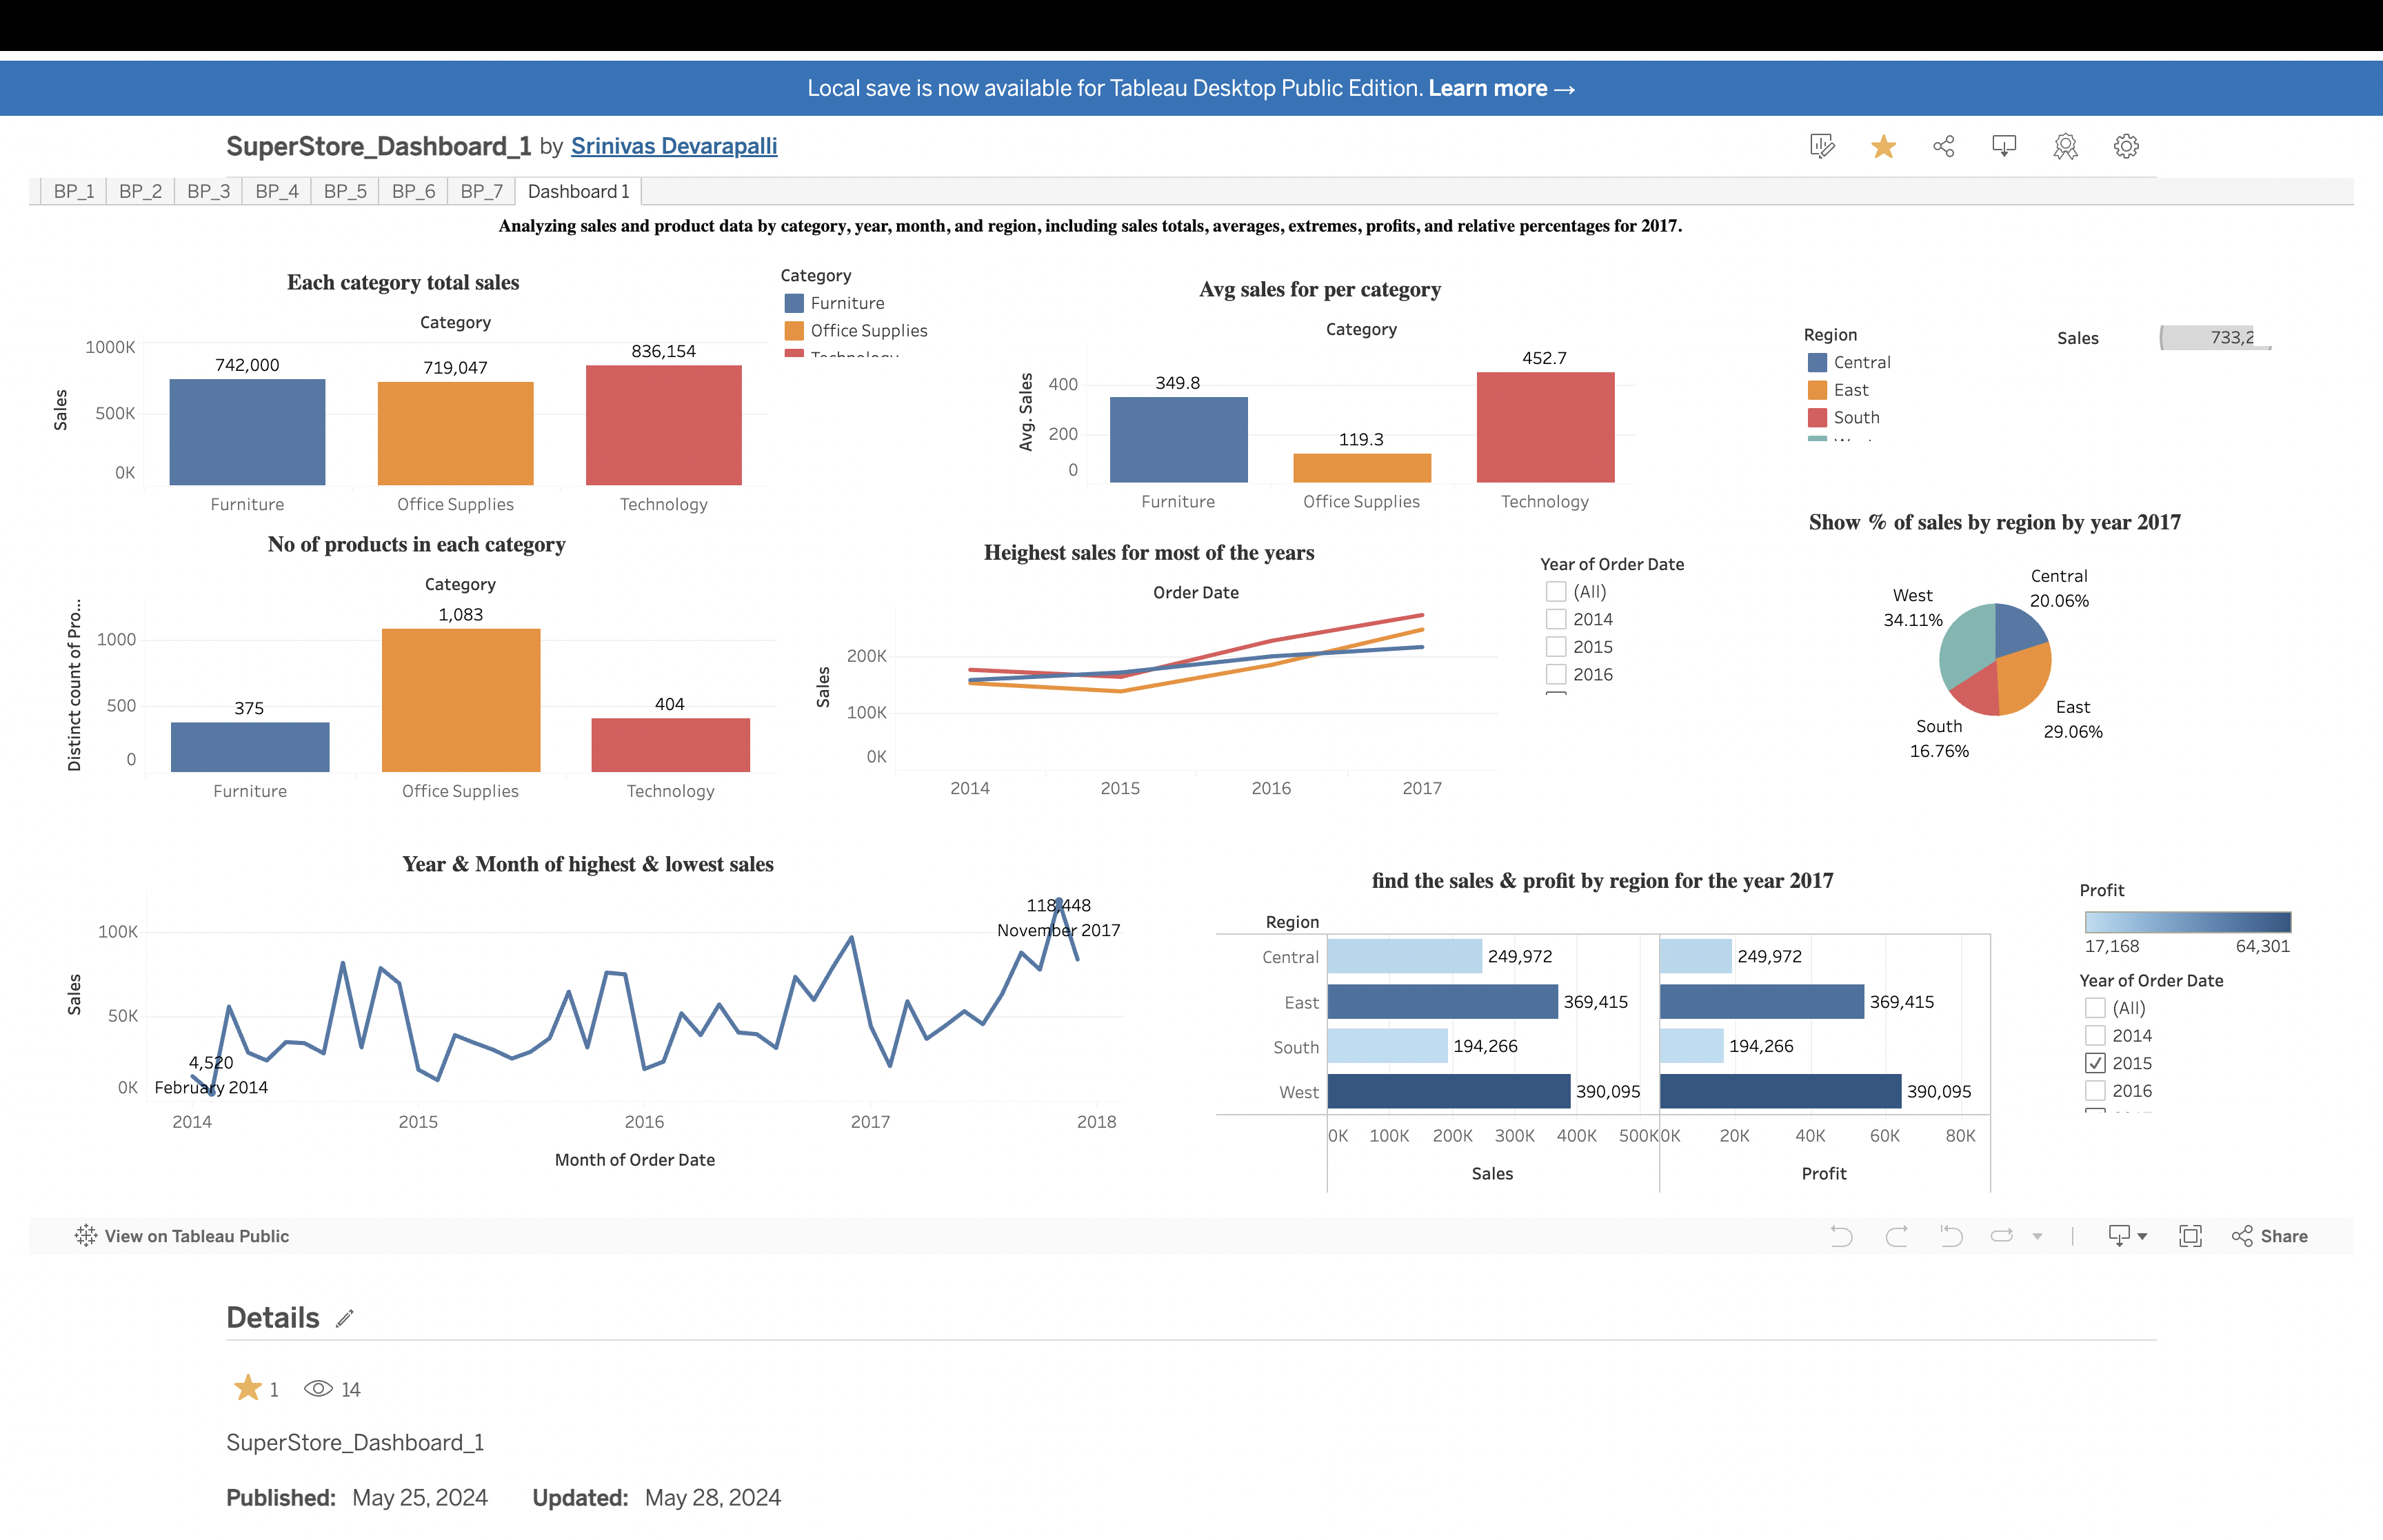 Local save is now available for Tableau Desktop Public Edition. Learn more →
SuperStore_Dashboard_1 by Srinivas Devarapalli
BP_1 BP_2 BP_3 BP_4 BP_5 BP_6 BP_7 Dashboard 1
Analyzing sales and product data by category, year, month, and region, including sales totals, averages, extremes, profits, and relative percentages for 2017.
Each category total sales
Category
Sales
1000K
500K
0K
742,000
719,047
836,154
Furniture
Office Supplies
Technology
Category
Furniture
Office Supplies
Avg sales for per category
Category
Avg. Sales
400
200
0
349.8
119.3
452.7
Furniture
Office Supplies
Technology
Region
Central
East
South
Sales
733,2
No of products in each category
Category
Distinct count of Pro...
1000
500
0
375
1,083
404
Furniture
Office Supplies
Technology
Heighest sales for most of the years
Order Date
Sales
200K
100K
0K
2014
2015
2016
2017
Year of Order Date
(All)
2014
2015
2016
Show % of sales by region by year 2017
Central
20.06%
West
34.11%
East
29.06%
South
16.76%
Year & Month of highest & lowest sales
Sales
100K
50K
0K
4,520
February 2014
118,448
November 2017
2014
2015
2016
2017
2018
Month of Order Date
find the sales & profit by region for the year 2017
Region
Central 249,972 249,972
East 369,415 369,415
South 194,266 194,266
West 390,095 390,095
0K 100K 200K 300K 400K 500K 0K 20K 40K 60K 80K
Sales Profit
Profit
17,168 64,301
Year of Order Date
(All)
2014
2015
2016
View on Tableau Public
Share
Details
1 14
SuperStore_Dashboard_1
Published: May 25, 2024 Updated: May 28, 2024